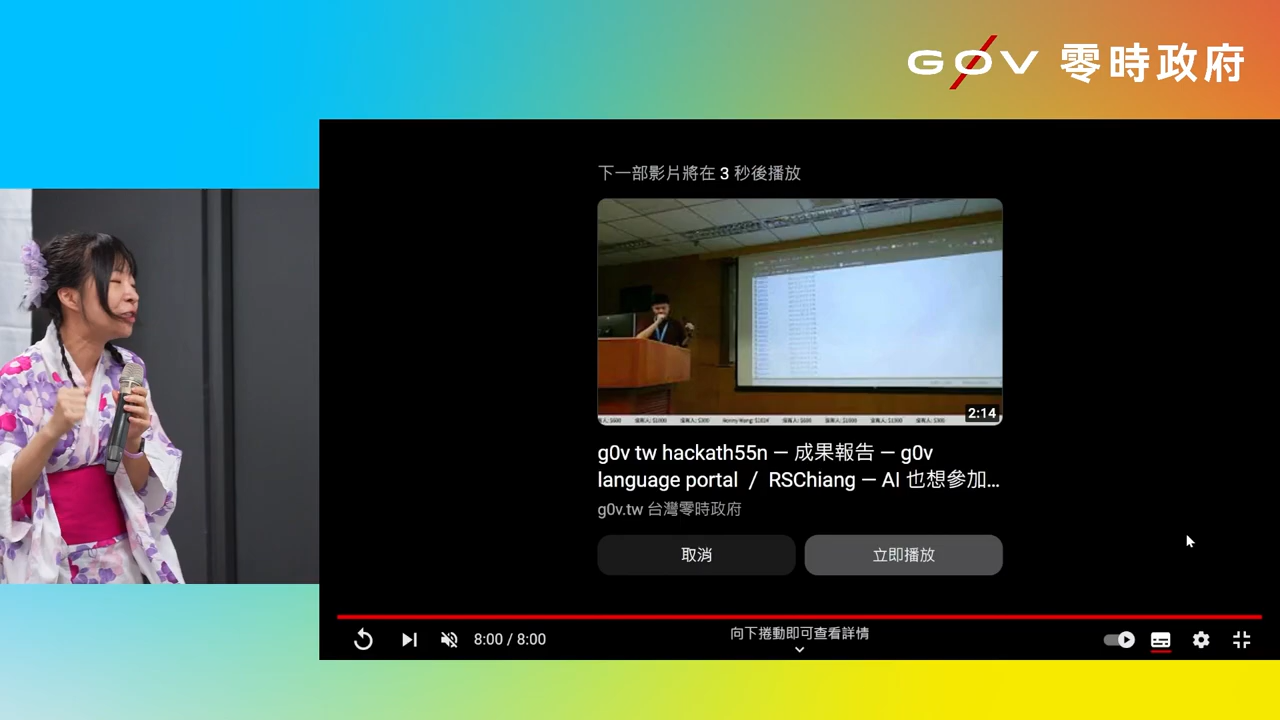 G0V 零時政府
下一部影片將在 3 秒後播放
2:14
g0v tw hackath55n — 成果報告 — g0v
language portal ／ RSChiang — AI 也想參加...
g0v.tw 台灣零時政府
取消
立即播放
8:00 / 8:00
向下捲動即可查看詳情